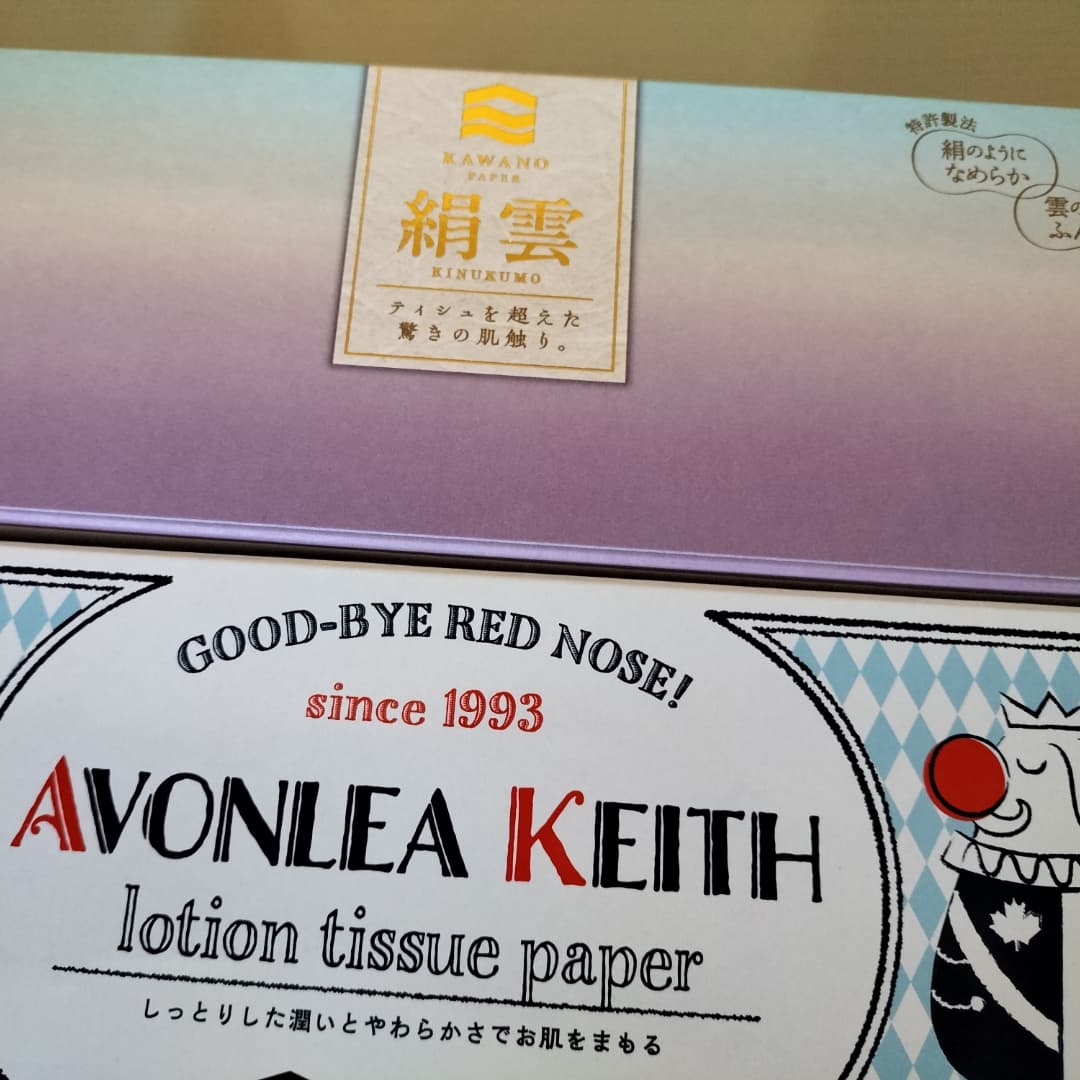 KAWANO
PAPER
絹雲
KINUKUMO
ティシュを超えた
驚きの肌触り。
特許製法
絹のように
なめらか
雲の
GOOD-BYE RED NOSE!
since 1993
AVONLEA KEITH
lotion tissue paper
しっとりした潤いとやわらかさでお肌をまもる